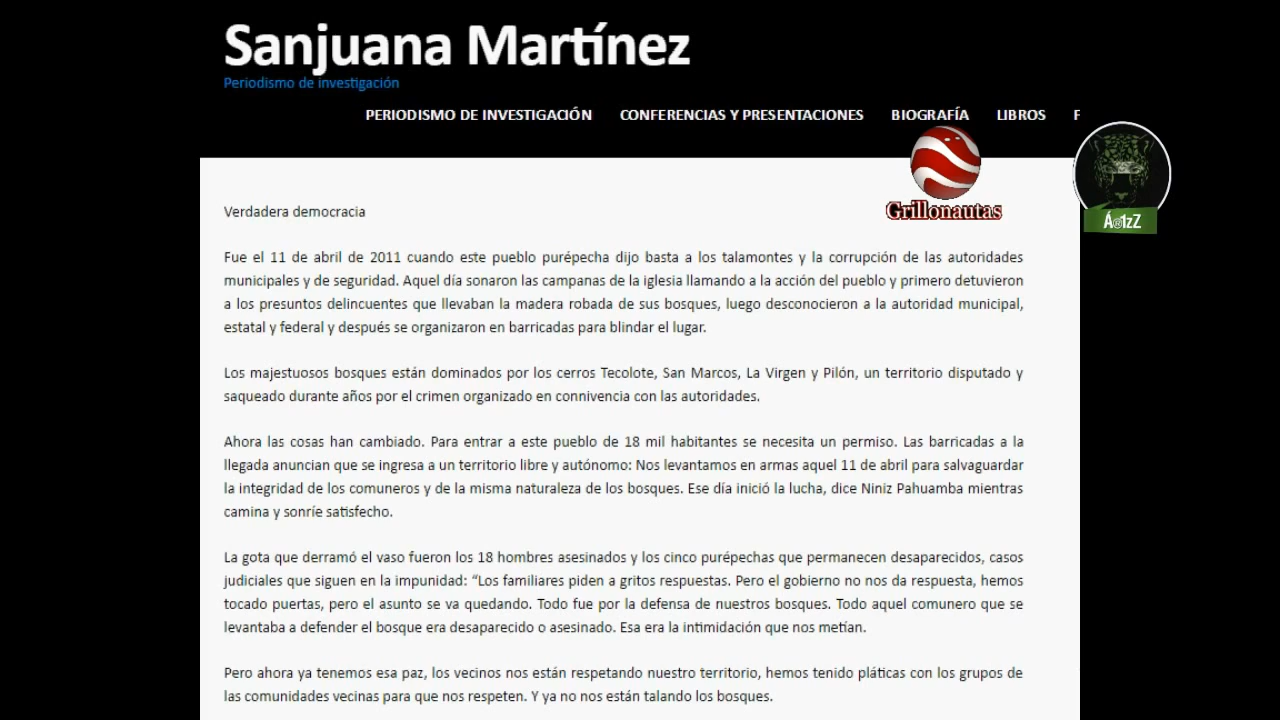 Sanjuana Martínez
Periodismo de investigación
PERIODISMO DE INVESTIGACIÓN CONFERENCIAS Y PRESENTACIONES BIOGRAFÍA LIBROS F
Grillonautas
Á@1zZ
Verdadera democracia
Fue el 11 de abril de 2011 cuando este pueblo purépecha dijo basta a los talamontes y la corrupción de las autoridades
municipales y de seguridad. Aquel día sonaron las campanas de la iglesia llamando a la acción del pueblo y primero detuvieron
a los presuntos delincuentes que llevaban la madera robada de sus bosques, luego desconocieron a la autoridad municipal,
estatal y federal y después se organizaron en barricadas para blindar el lugar.
Los majestuosos bosques están dominados por los cerros Tecolote, San Marcos, La Virgen y Pilón, un territorio disputado y
saqueado durante años por el crimen organizado en connivencia con las autoridades.
Ahora las cosas han cambiado. Para entrar a este pueblo de 18 mil habitantes se necesita un permiso. Las barricadas a la
llegada anuncian que se ingresa a un territorio libre y autónomo: Nos levantamos en armas aquel 11 de abril para salvaguardar
la integridad de los comuneros y de la misma naturaleza de los bosques. Ese día inició la lucha, dice Niniz Pahuamba mientras
camina y sonríe satisfecho.
La gota que derramó el vaso fueron los 18 hombres asesinados y los cinco purépechas que permanecen desaparecidos, casos
judiciales que siguen en la impunidad: “Los familiares piden a gritos respuestas. Pero el gobierno no nos da respuesta, hemos
tocado puertas, pero el asunto se va quedando. Todo fue por la defensa de nuestros bosques. Todo aquel comunero que se
levantaba a defender el bosque era desaparecido o asesinado. Esa era la intimidación que nos metían.
Pero ahora ya tenemos esa paz, los vecinos nos están respetando nuestro territorio, hemos tenido pláticas con los grupos de
las comunidades vecinas para que nos respeten. Y ya no nos están talando los bosques.